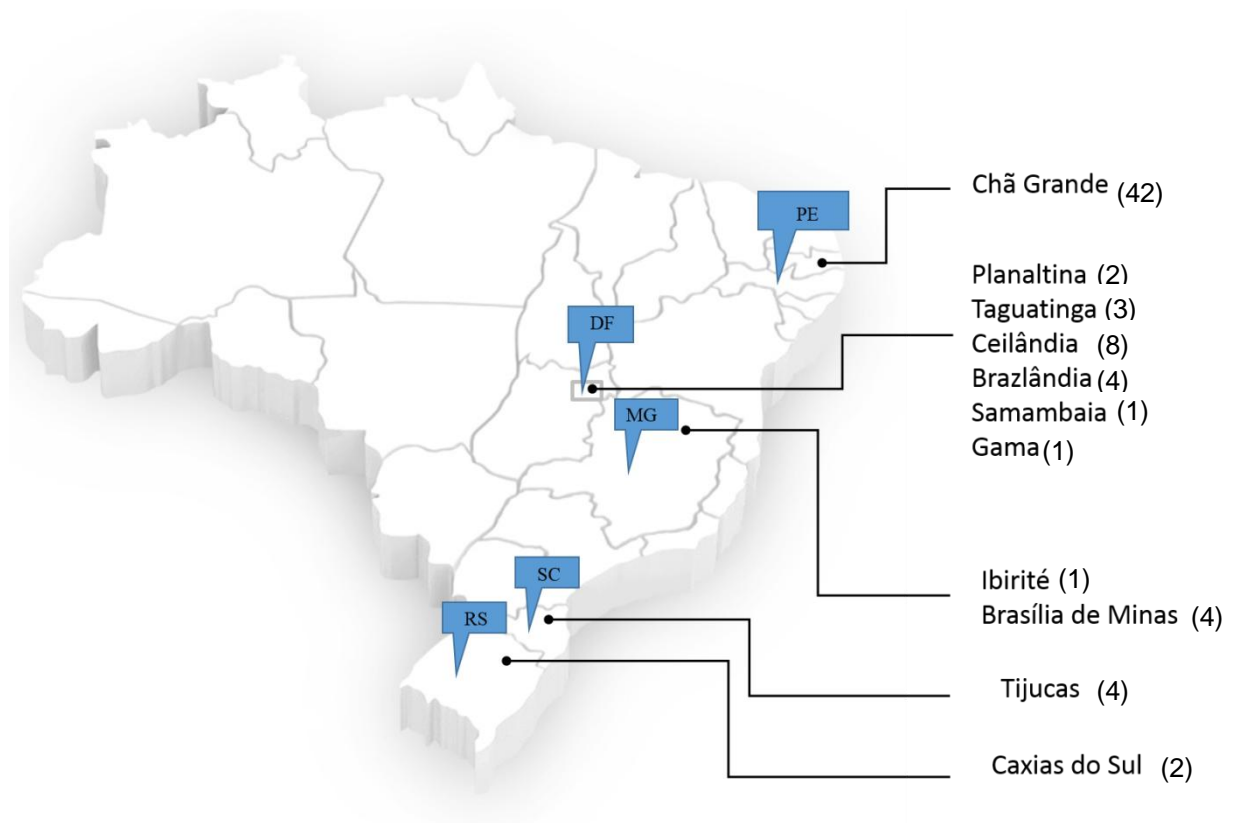 Chã Grande (42)
PE
Planaltina (2)
Taguatinga (3)
DF
Ceilândia (8)
Brazlândia (4)
MG
Samambaia (1)
Gama (1)
SC
Ibirité (1)
RS
Brasília de Minas (4)
Tijucas (4)
Caxias do Sul (2)